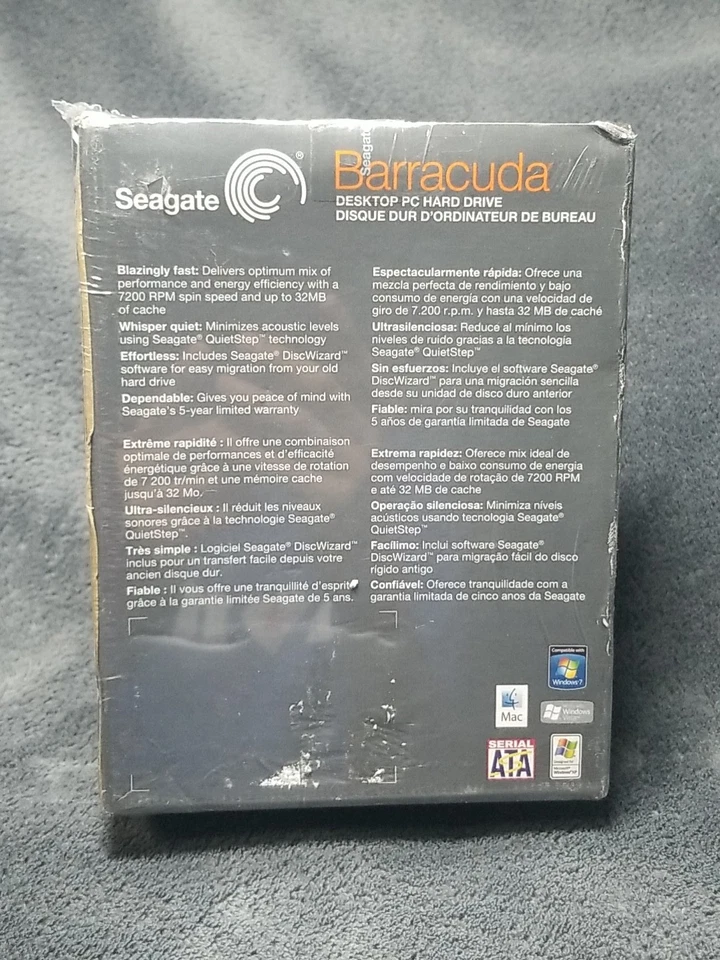 Seagate®
Seagate
Barracuda
DESKTOP PC HARD DRIVE
DISQUE DUR D'ORDINATEUR DE BUREAU
Blazingly fast: Delivers optimum mix of
performance and energy efficiency with a
7200 RPM spin speed and up to 32MB
of cache
Whisper quiet: Minimizes acoustic levels
using Seagate® QuietStep™ technology
Effortless: Includes Seagate® DiscWizard™
software for easy migration from your old
hard drive
Dependable: Gives you peace of mind with
Seagate's 5-year limited warranty
Extrême rapidité : Il offre une combinaison
optimale de performances et d'efficacité
énergétique grâce à une vitesse de rotation
de 7 200 tr/min et une mémoire cache
jusqu'à 32 Mo.
Ultra-silencieux : Il réduit les niveaux
sonores grâce à la technologie Seagate®
QuietStep™.
Très simple : Logiciel Seagate® DiscWizard™
inclus pour un transfert facile depuis votre
ancien disque dur.
Fiable : Il vous offre une tranquillité d'esprit
grâce à la garantie limitée Seagate de 5 ans.
Espectacularmente rápida: Ofrece una
mezcla perfecta de rendimiento y bajo
consumo de energía con una velocidad de
giro de 7.200 r.p.m. y hasta 32 MB de caché
Ultrasilenciosa: Reduce al mínimo los
niveles de ruido gracias a la tecnología
Seagate® QuietStep™
Sin esfuerzos: Incluye el software Seagate®
DiscWizard™ para una migración sencilla
desde su unidad de disco duro anterior
Fiable: mira por su tranquilidad con los
5 años de garantía limitada de Seagate
Extrema rapidez: Oferece mix ideal de
desempenho e baixo consumo de energia
com velocidade de rotação de 7200 RPM
e até 32 MB de cache
Operação silenciosa: Minimiza níveis
acústicos usando tecnologia Seagate®
QuietStep™
Facílimo: Inclui software Seagate®
DiscWizard™ para migração fácil do disco
rígido antigo
Confiável: Oferece tranquilidade com a
garantia limitada de cinco anos da Seagate
Compatible with
Windows 7
Mac
Windows
SERIAL
ATA